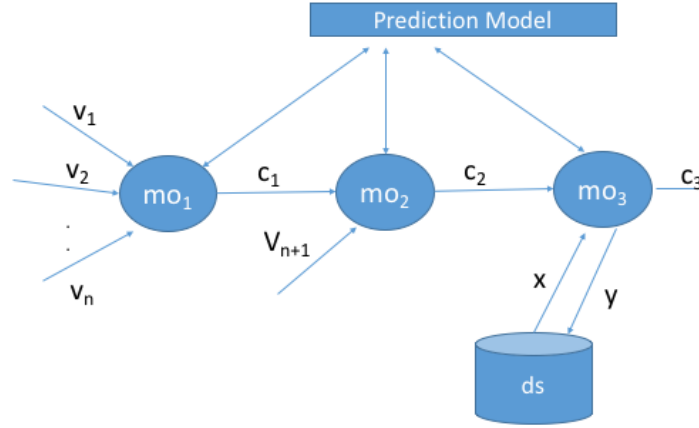 Prediction Model
v₁
v₂
.
.
vₙ
mo₁
c₁
mo₂
Vₙ₊₁
c₂
mo₃
c₃
x
y
ds